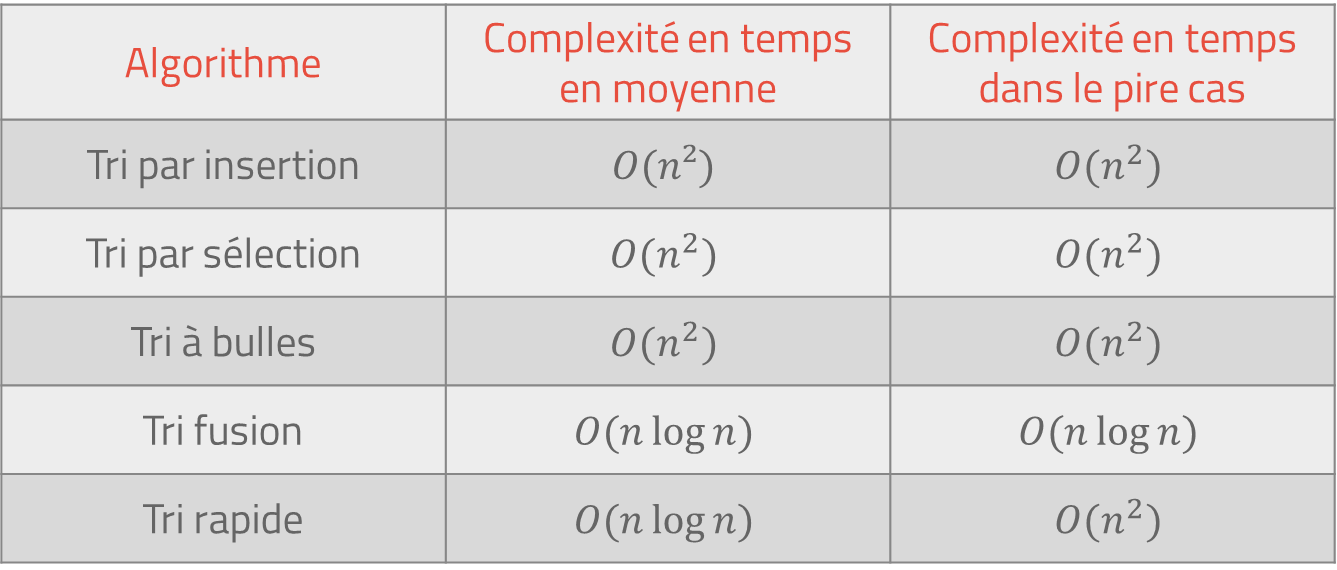 Algorithme
Complexité en temps
en moyenne
Complexité en temps
dans le pire cas
Tri par insertion
O(n²)
O(n²)
Tri par sélection
O(n²)
O(n²)
Tri à bulles
O(n²)
O(n²)
Tri fusion
O(n log n)
O(n log n)
Tri rapide
O(n log n)
O(n²)